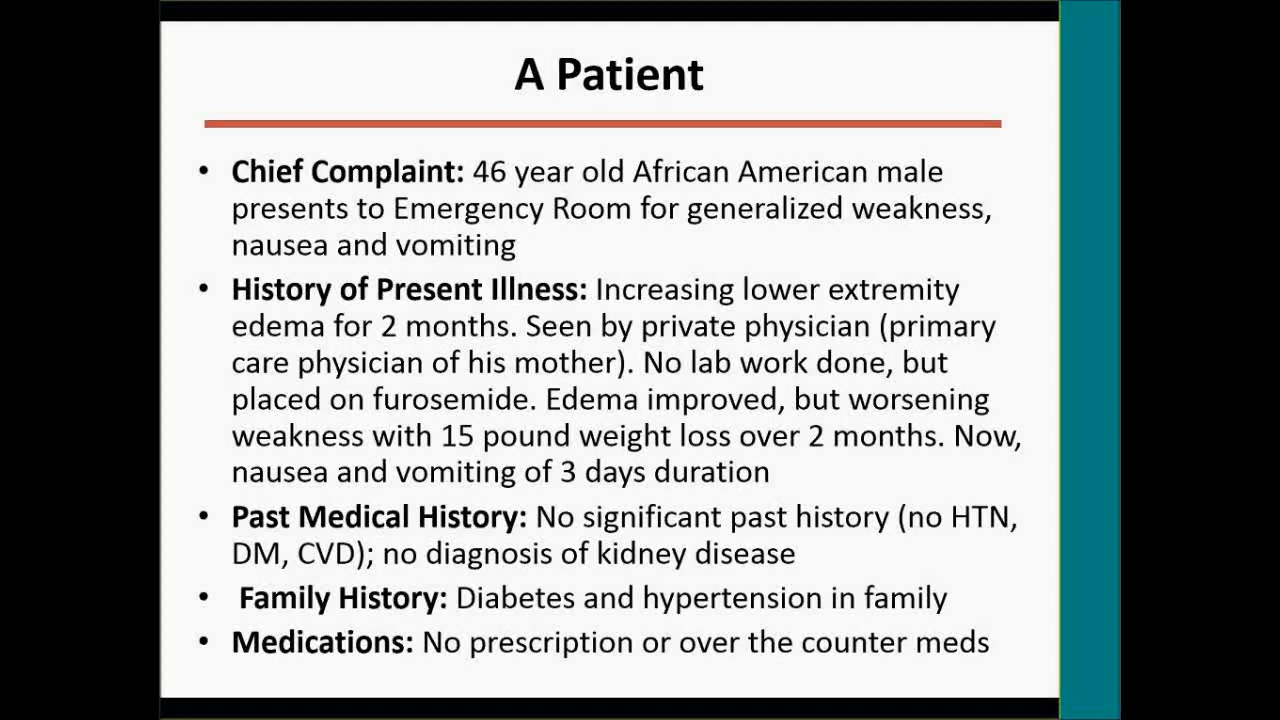 A Patient
• Chief Complaint: 46 year old African American male
presents to Emergency Room for generalized weakness,
nausea and vomiting
• History of Present Illness: Increasing lower extremity
edema for 2 months. Seen by private physician (primary
care physician of his mother). No lab work done, but
placed on furosemide. Edema improved, but worsening
weakness with 15 pound weight loss over 2 months. Now,
nausea and vomiting of 3 days duration
• Past Medical History: No significant past history (no HTN,
DM, CVD); no diagnosis of kidney disease
• Family History: Diabetes and hypertension in family
• Medications: No prescription or over the counter meds